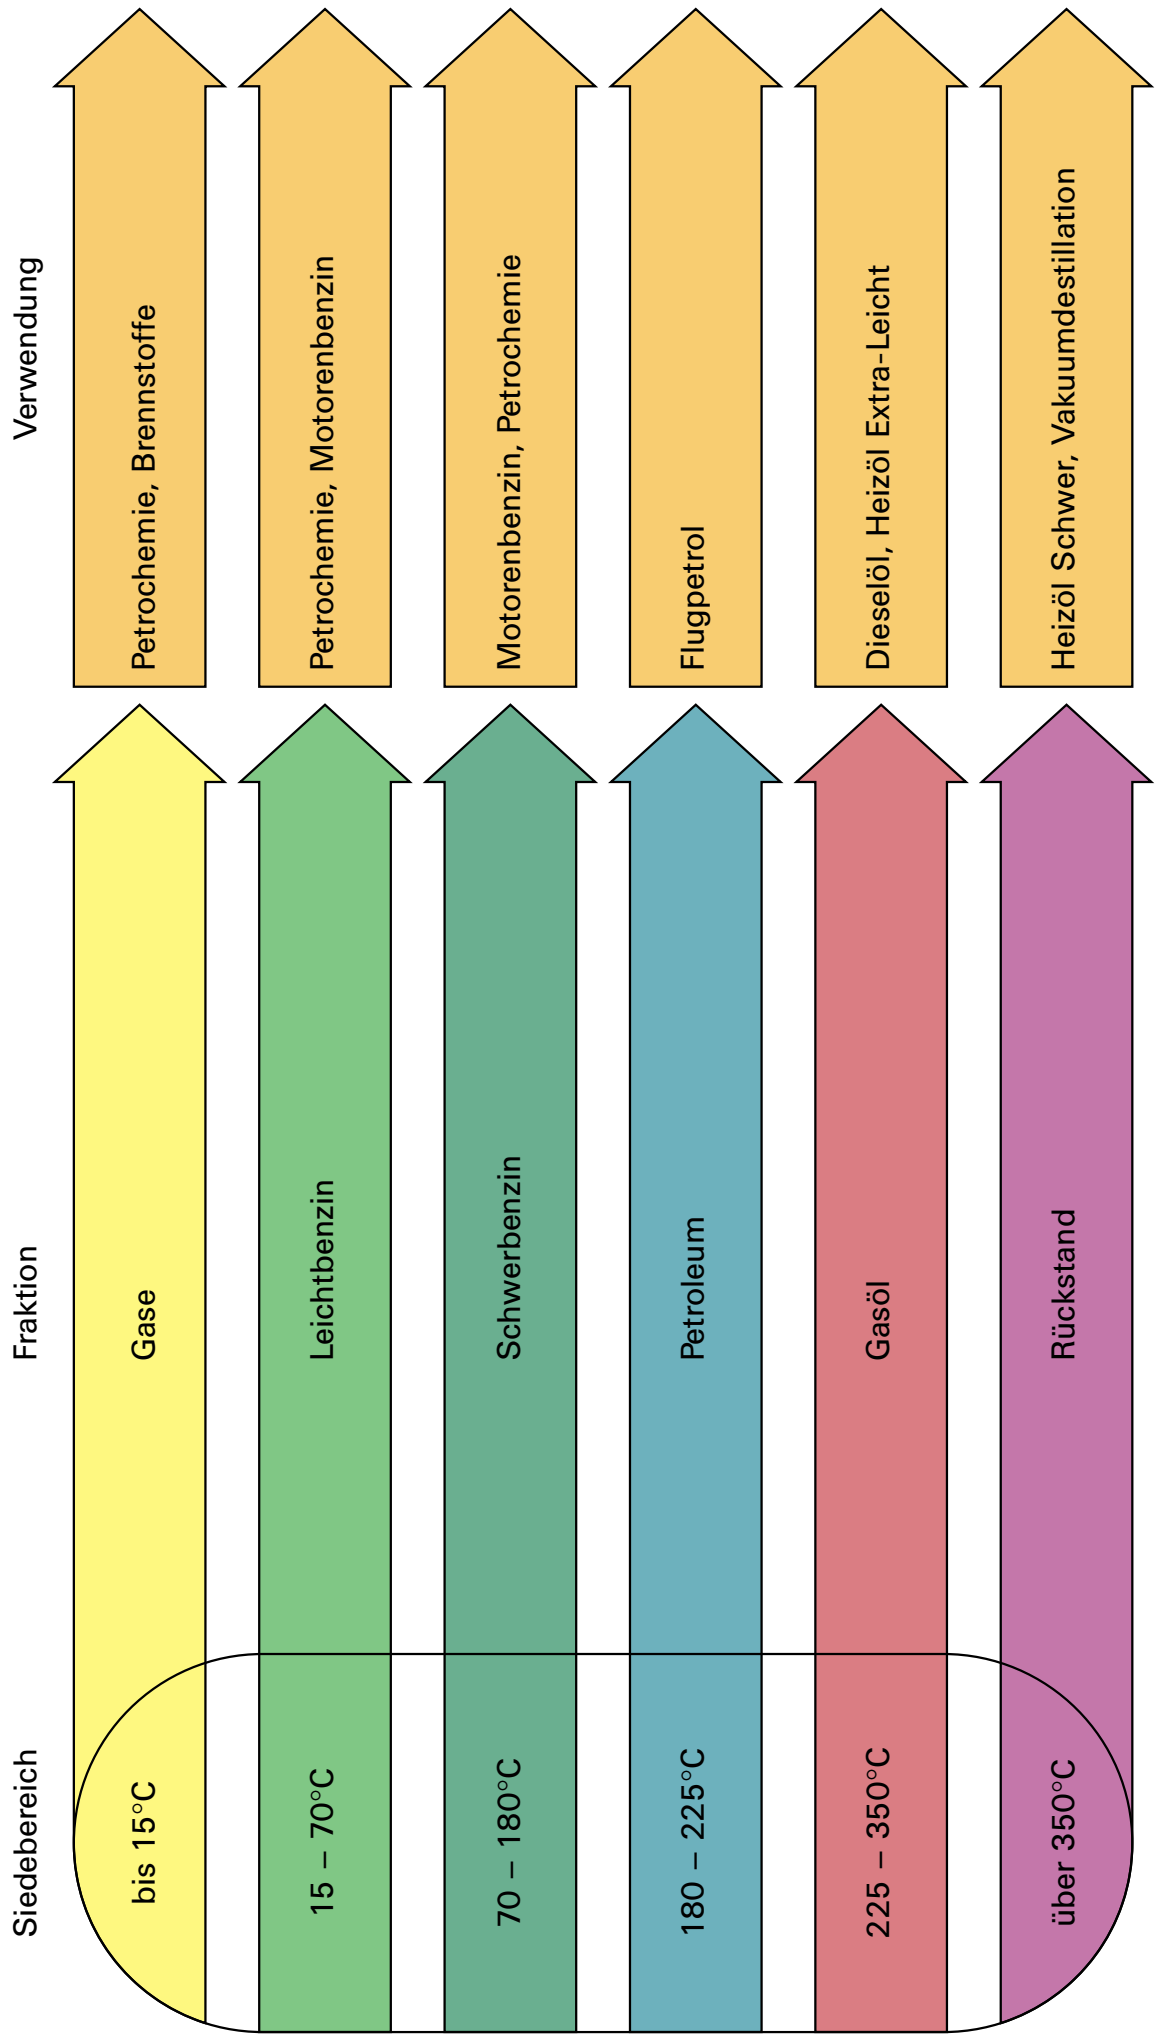 Siedebereich
Fraktion
Verwendung
bis 15°C
Gase
Petrochemie, Brennstoffe
15 – 70°C
Leichtbenzin
Petrochemie, Motorenbenzin
70 – 180°C
Schwerbenzin
Motorenbenzin, Petrochemie
180 – 225°C
Petroleum
Flugpetrol
225 – 350°C
Gasöl
Dieselöl, Heizöl Extra-Leicht
über 350°C
Rückstand
Heizöl Schwer, Vakuumdestillation